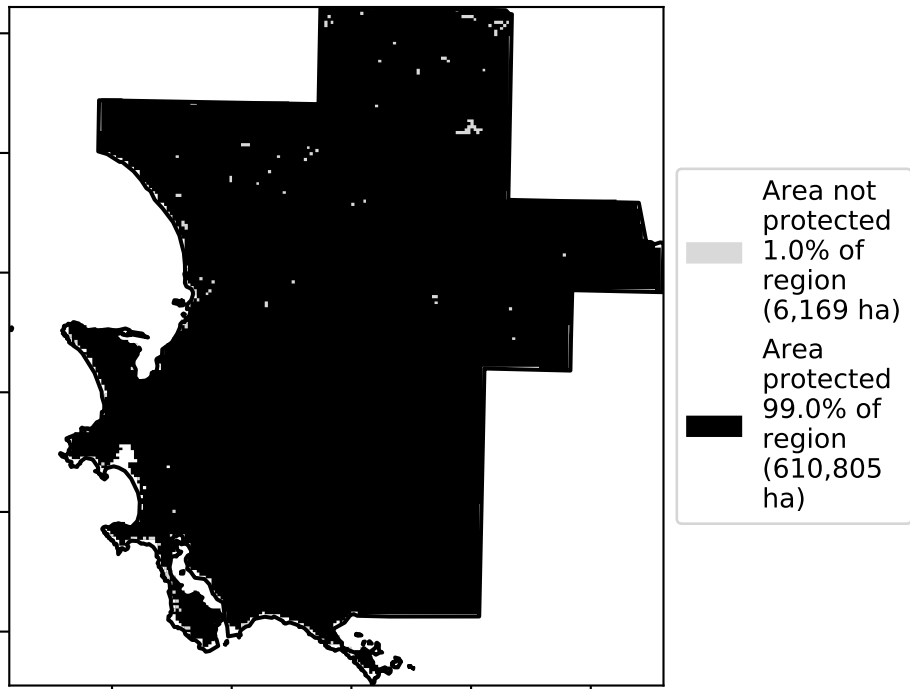 Area not
protected
1.0% of
region
(6,169 ha)
Area
protected
99.0% of
region
(610,805
ha)